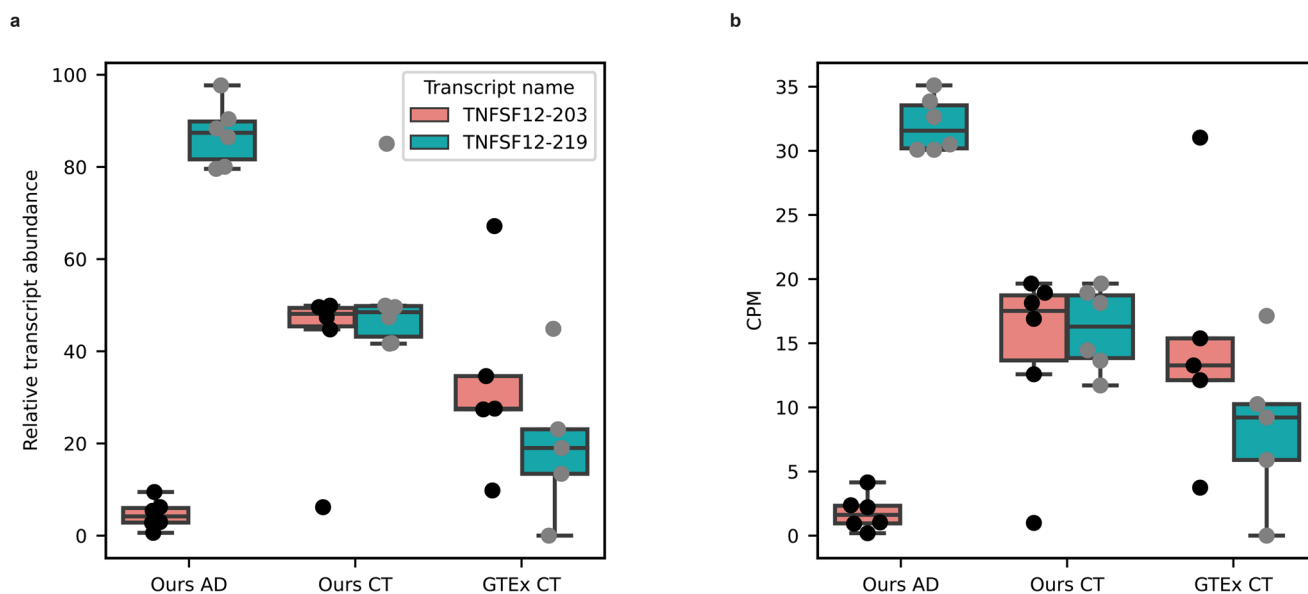 a
Relative transcript abundance
100
80
60
40
20
0
Transcript name
TNFSF12-203
TNFSF12-219
Ours AD
Ours CT
GTEx CT
b
CPM
35
30
25
20
15
10
5
0
Ours AD
Ours CT
GTEx CT